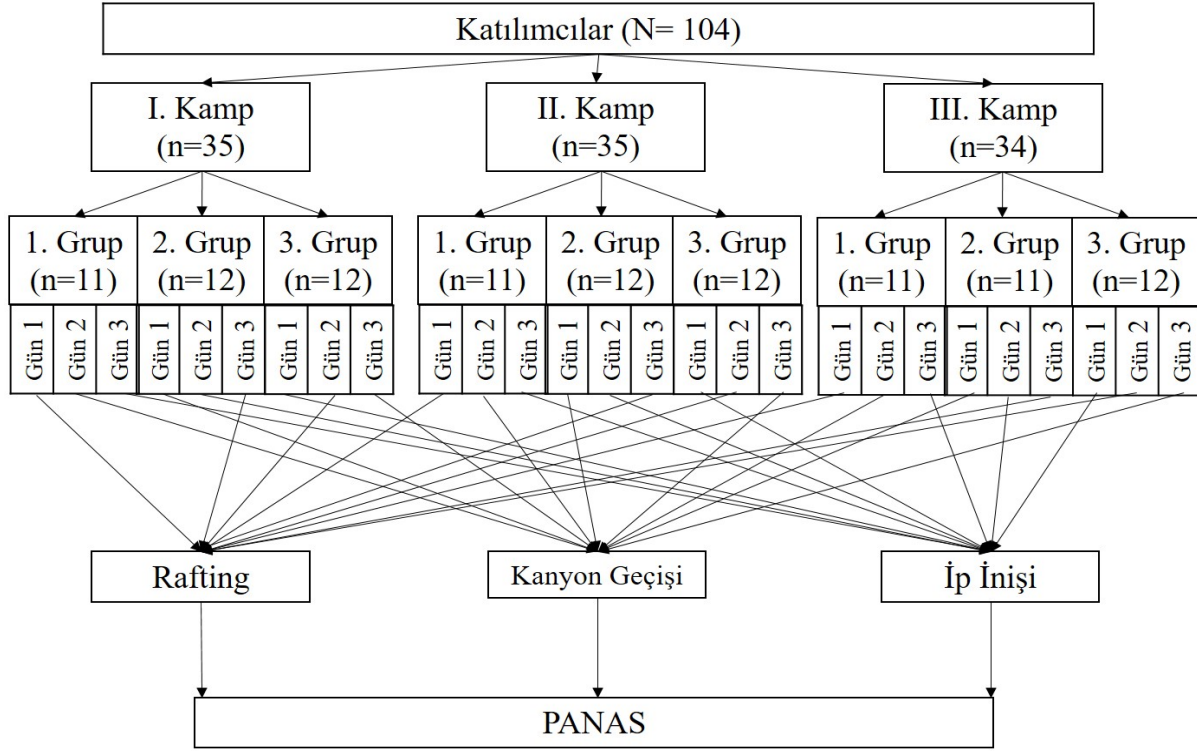 Katılımcılar (N= 104)
I. Kamp
(n=35)
II. Kamp
(n=35)
III. Kamp
(n=34)
1. Grup
(n=11)
2. Grup
(n=12)
3. Grup
(n=12)
1. Grup
(n=11)
2. Grup
(n=12)
3. Grup
(n=12)
1. Grup
(n=11)
2. Grup
(n=11)
3. Grup
(n=12)
Gün 1
Gün 2
Gün 3
Gün 1
Gün 2
Gün 3
Gün 1
Gün 2
Gün 3
Gün 1
Gün 2
Gün 3
Gün 1
Gün 2
Gün 3
Gün 1
Gün 2
Gün 3
Gün 1
Gün 2
Gün 3
Gün 1
Gün 2
Gün 3
Gün 1
Gün 2
Gün 3
Rafting
Kanyon Geçişi
İp İnişi
PANAS